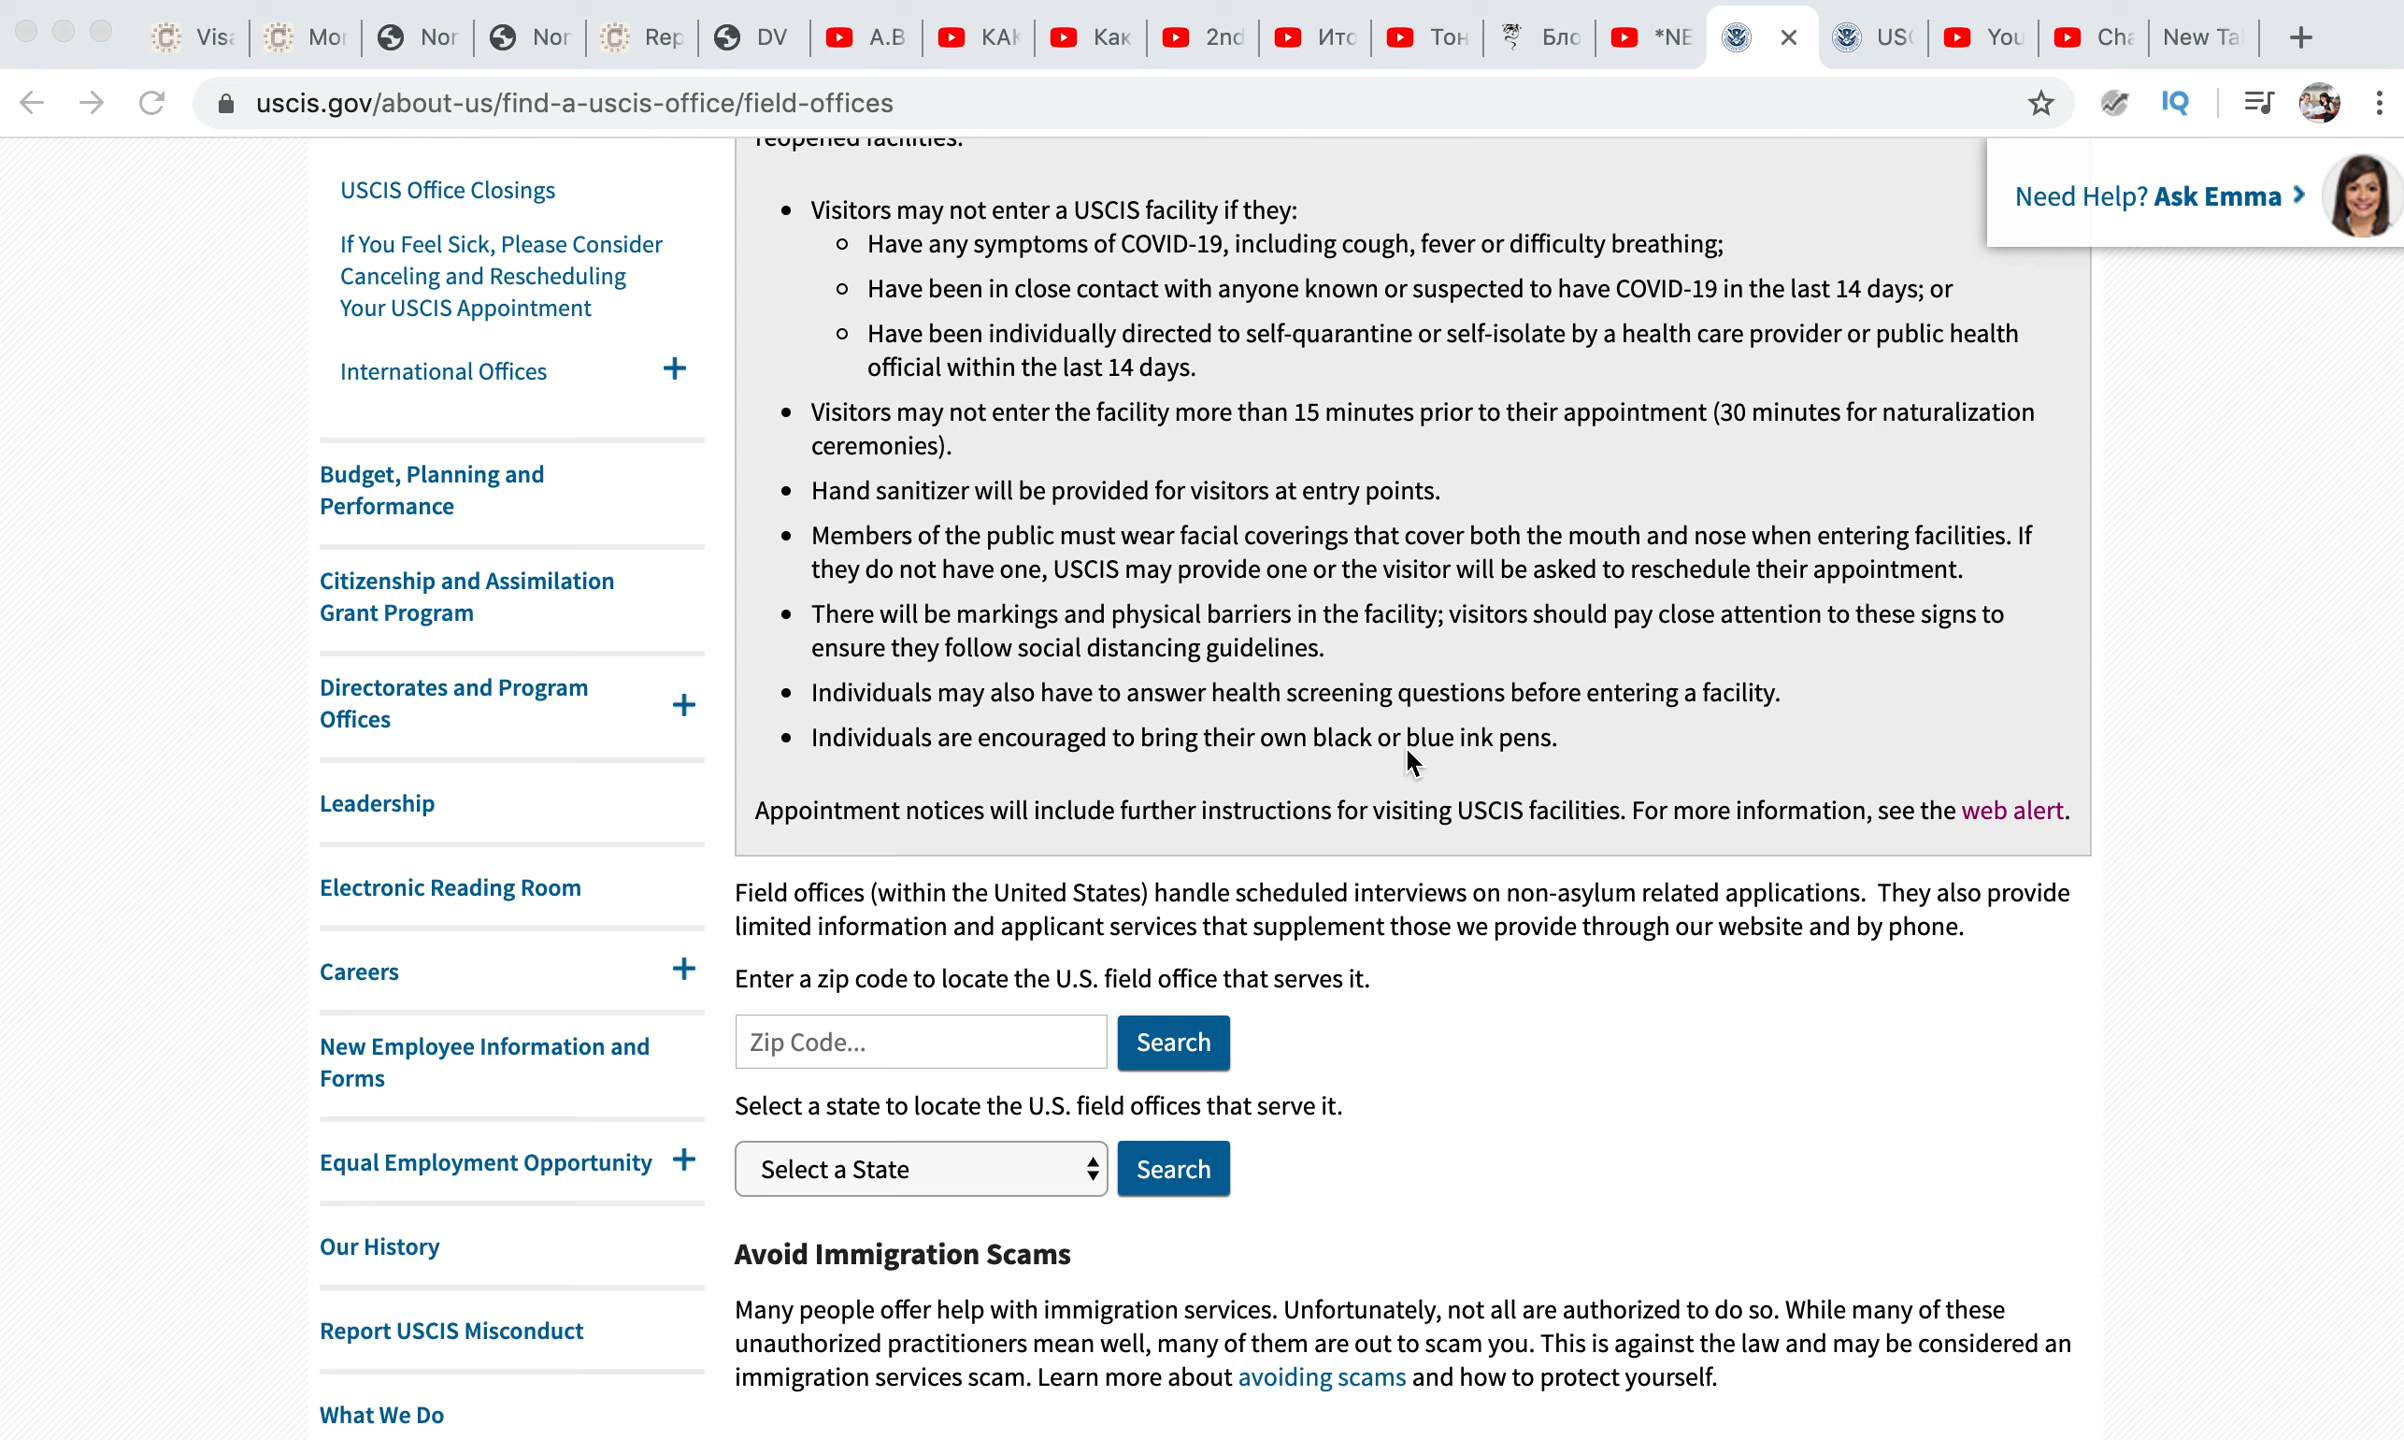 Visa
Mor
Nor
Nor
Rep
DV
A.B
KAK
Как
2nd
Ито
Тон
Бло
*NE
USC
You
Cha
New Ta
uscis.gov/about-us/find-a-uscis-office/field-offices
IQ
reopened facilities.
Need Help? Ask Emma
USCIS Office Closings
If You Feel Sick, Please Consider
Canceling and Rescheduling
Your USCIS Appointment
International Offices
Budget, Planning and
Performance
Citizenship and Assimilation
Grant Program
Directorates and Program
Offices
Leadership
Electronic Reading Room
Careers
New Employee Information and
Forms
Equal Employment Opportunity
Our History
Report USCIS Misconduct
What We Do
Visitors may not enter a USCIS facility if they:
Have any symptoms of COVID-19, including cough, fever or difficulty breathing;
Have been in close contact with anyone known or suspected to have COVID-19 in the last 14 days; or
Have been individually directed to self-quarantine or self-isolate by a health care provider or public health
official within the last 14 days.
Visitors may not enter the facility more than 15 minutes prior to their appointment (30 minutes for naturalization
ceremonies).
Hand sanitizer will be provided for visitors at entry points.
Members of the public must wear facial coverings that cover both the mouth and nose when entering facilities. If
they do not have one, USCIS may provide one or the visitor will be asked to reschedule their appointment.
There will be markings and physical barriers in the facility; visitors should pay close attention to these signs to
ensure they follow social distancing guidelines.
Individuals may also have to answer health screening questions before entering a facility.
Individuals are encouraged to bring their own black or blue ink pens.
Appointment notices will include further instructions for visiting USCIS facilities. For more information, see the web alert.
Field offices (within the United States) handle scheduled interviews on non-asylum related applications. They also provide
limited information and applicant services that supplement those we provide through our website and by phone.
Enter a zip code to locate the U.S. field office that serves it.
Zip Code...
Search
Select a state to locate the U.S. field offices that serve it.
Select a State
Search
Avoid Immigration Scams
Many people offer help with immigration services. Unfortunately, not all are authorized to do so. While many of these
unauthorized practitioners mean well, many of them are out to scam you. This is against the law and may be considered an
immigration services scam. Learn more about avoiding scams and how to protect yourself.